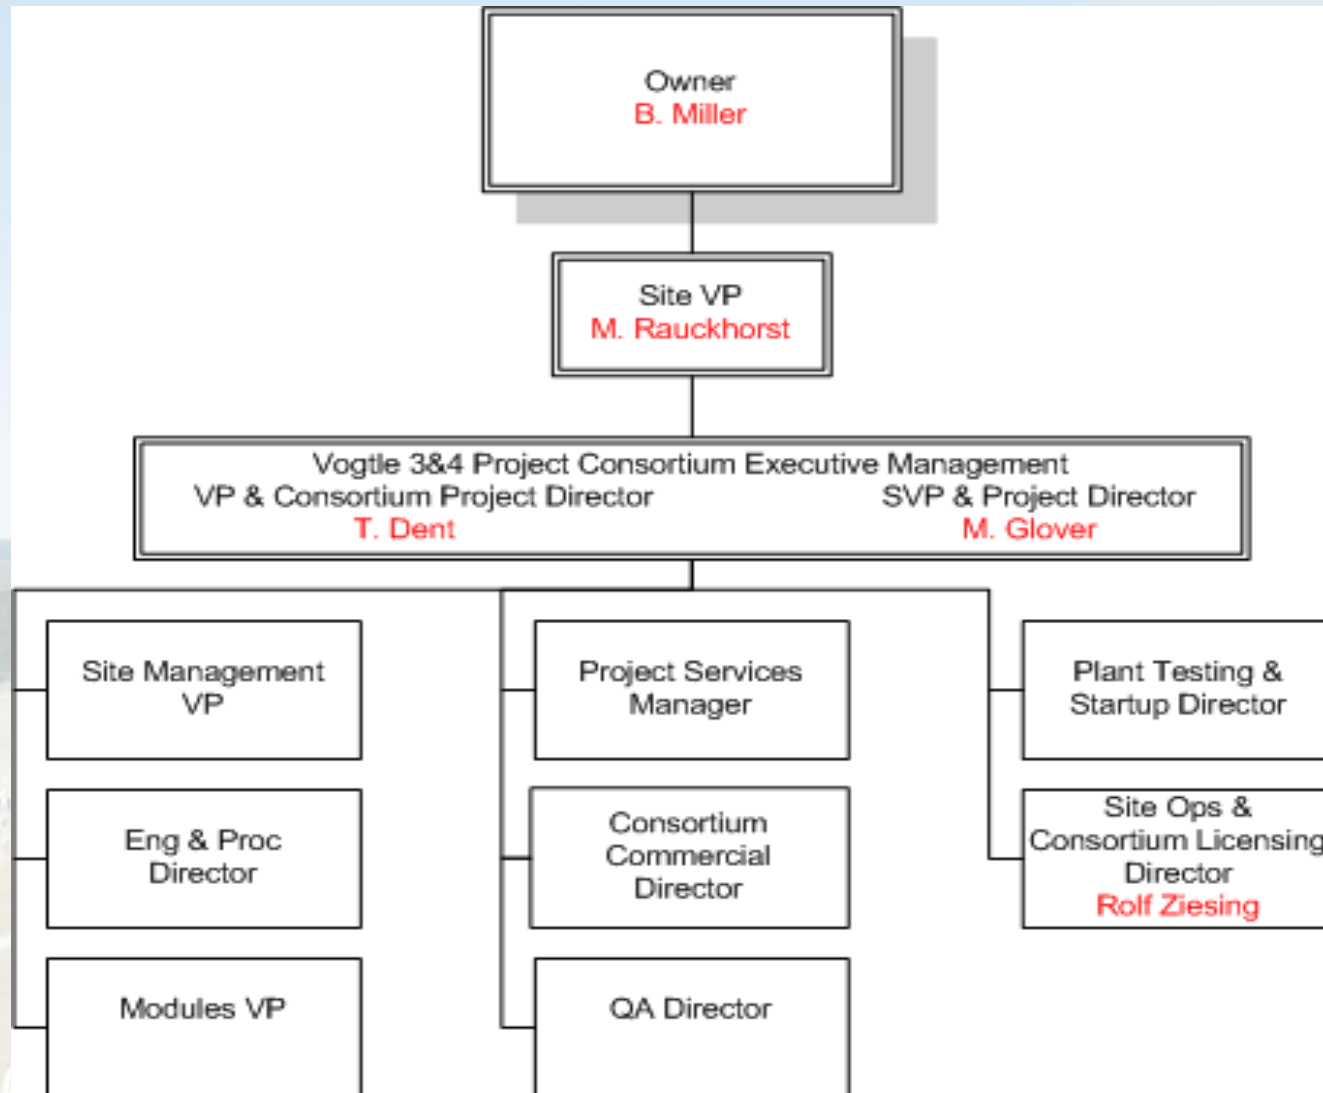 Owner
B. Miller
Site VP
M. Rauckhorst
Vogtle 3&4 Project Consortium Executive Management
VP & Consortium Project Director
SVP & Project Director
T. Dent
M. Glover
Site Management
VP
Project Services
Manager
Plant Testing &
Startup Director
Eng & Proc
Director
Consortium
Commercial
Director
Site Ops &
Consortium Licensing
Director
Rolf Ziesing
Modules VP
QA Director